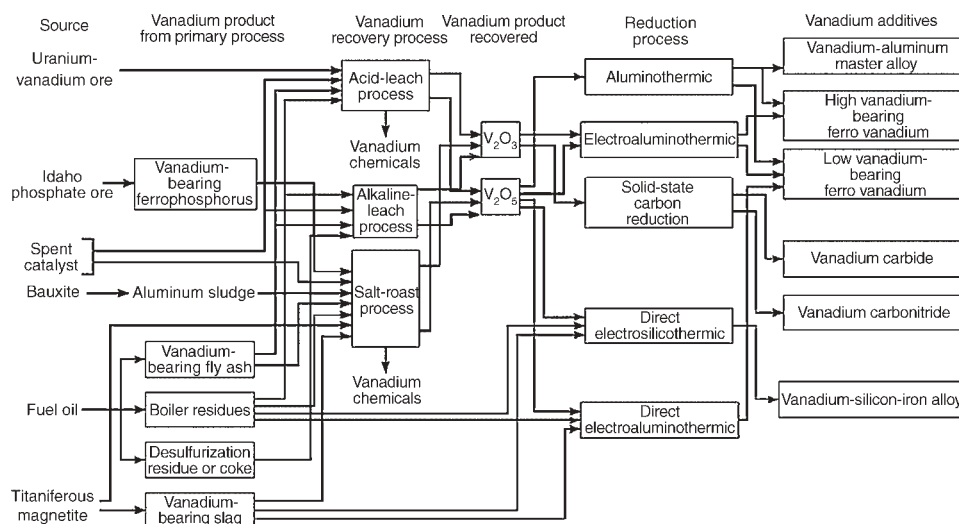 Source
Vanadium product
from primary process
Vanadium
recovery process
Vanadium product
recovered
Reduction
process
Vanadium additives
Uranium-
vanadium ore
Idaho
phosphate ore
Spent
catalyst
Bauxite
Fuel oil
Titaniferous
magnetite
Vanadium-
bearing
ferrophosphorus
Aluminum sludge
Vanadium-
bearing fly ash
Boiler residues
Desulfurization
residue or coke
Vanadium-
bearing slag
Acid-leach
process
Vanadium
chemicals
Alkaline-
leach
process
Salt-roast
process
Vanadium
chemicals
V₂O₃
V₂O₅
Aluminothermic
Electroaluminothermic
Solid-state
carbon
reduction
Direct
electrosilicothermic
Direct
electroaluminothermic
Vanadium-aluminum
master alloy
High vanadium-
bearing
ferro vanadium
Low vanadium-
bearing
ferro vanadium
Vanadium carbide
Vanadium carbonitride
Vanadium-silicon-iron alloy